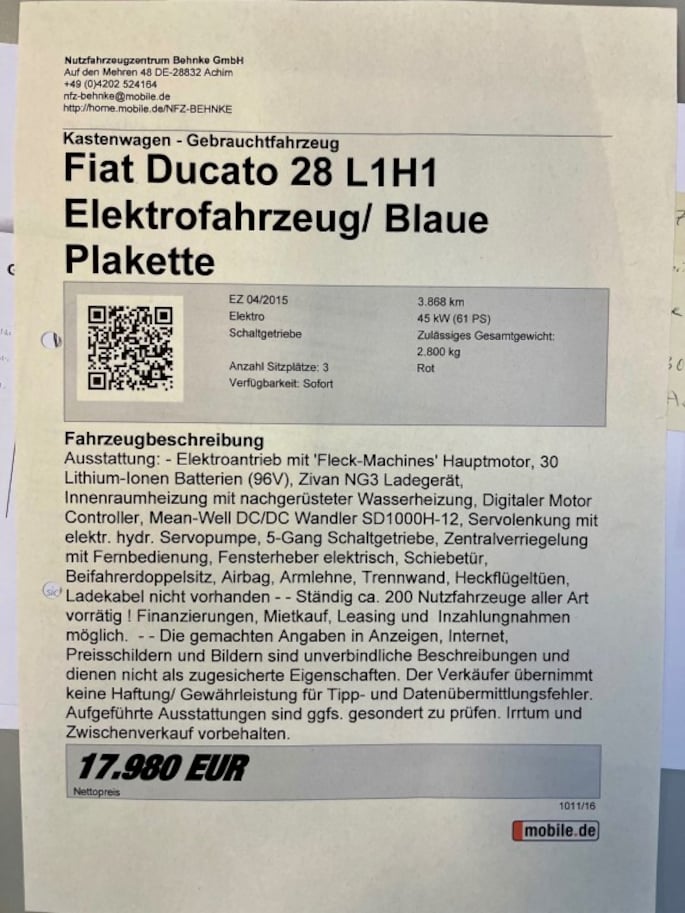 Nutzfahrzeugzentrum Behnke GmbH
Auf den Mehren 48 DE-28832 Achim
+49 (0)4202 524164
nfz-behnke@mobile.de
http://home.mobile.de/NFZ-BEHNKE
Kastenwagen - Gebrauchtfahrzeug
Fiat Ducato 28 L1H1
Elektrofahrzeug/ Blaue
Plakette
EZ 04/2015
Elektro
Schaltgetriebe
Anzahl Sitzplätze: 3
Verfügbarkeit: Sofort
3.868 km
45 kW (61 PS)
Zulässiges Gesamtgewicht:
2.800 kg
Rot
Fahrzeugbeschreibung
Ausstattung: - Elektroantrieb mit 'Fleck-Machines' Hauptmotor, 30
Lithium-Ionen Batterien (96V), Zivan NG3 Ladegerät,
Innenraumheizung mit nachgerüsteter Wasserheizung, Digitaler Motor
Controller, Mean-Well DC/DC Wandler SD1000H-12, Servolenkung mit
elektr. hydr. Servopumpe, 5-Gang Schaltgetriebe, Zentralverriegelung
mit Fernbedienung, Fensterheber elektrisch, Schiebetür,
Beifahrerdoppelsitz, Airbag, Armlehne, Trennwand, Heckflügeltüen,
Ladekabel nicht vorhanden - - Ständig ca. 200 Nutzfahrzeuge aller Art
vorrätig ! Finanzierungen, Mietkauf, Leasing und Inzahlungnahmen
möglich. - - Die gemachten Angaben in Anzeigen, Internet,
Preisschildern und Bildern sind unverbindliche Beschreibungen und
dienen nicht als zugesicherte Eigenschaften. Der Verkäufer übernimmt
keine Haftung/ Gewährleistung für Tipp- und Datenübermittlungsfehler.
Aufgeführte Ausstattungen sind ggfs. gesondert zu prüfen. Irrtum und
Zwischenverkauf vorbehalten.
17.980 EUR
Nettopreis
1011/16
mobile.de